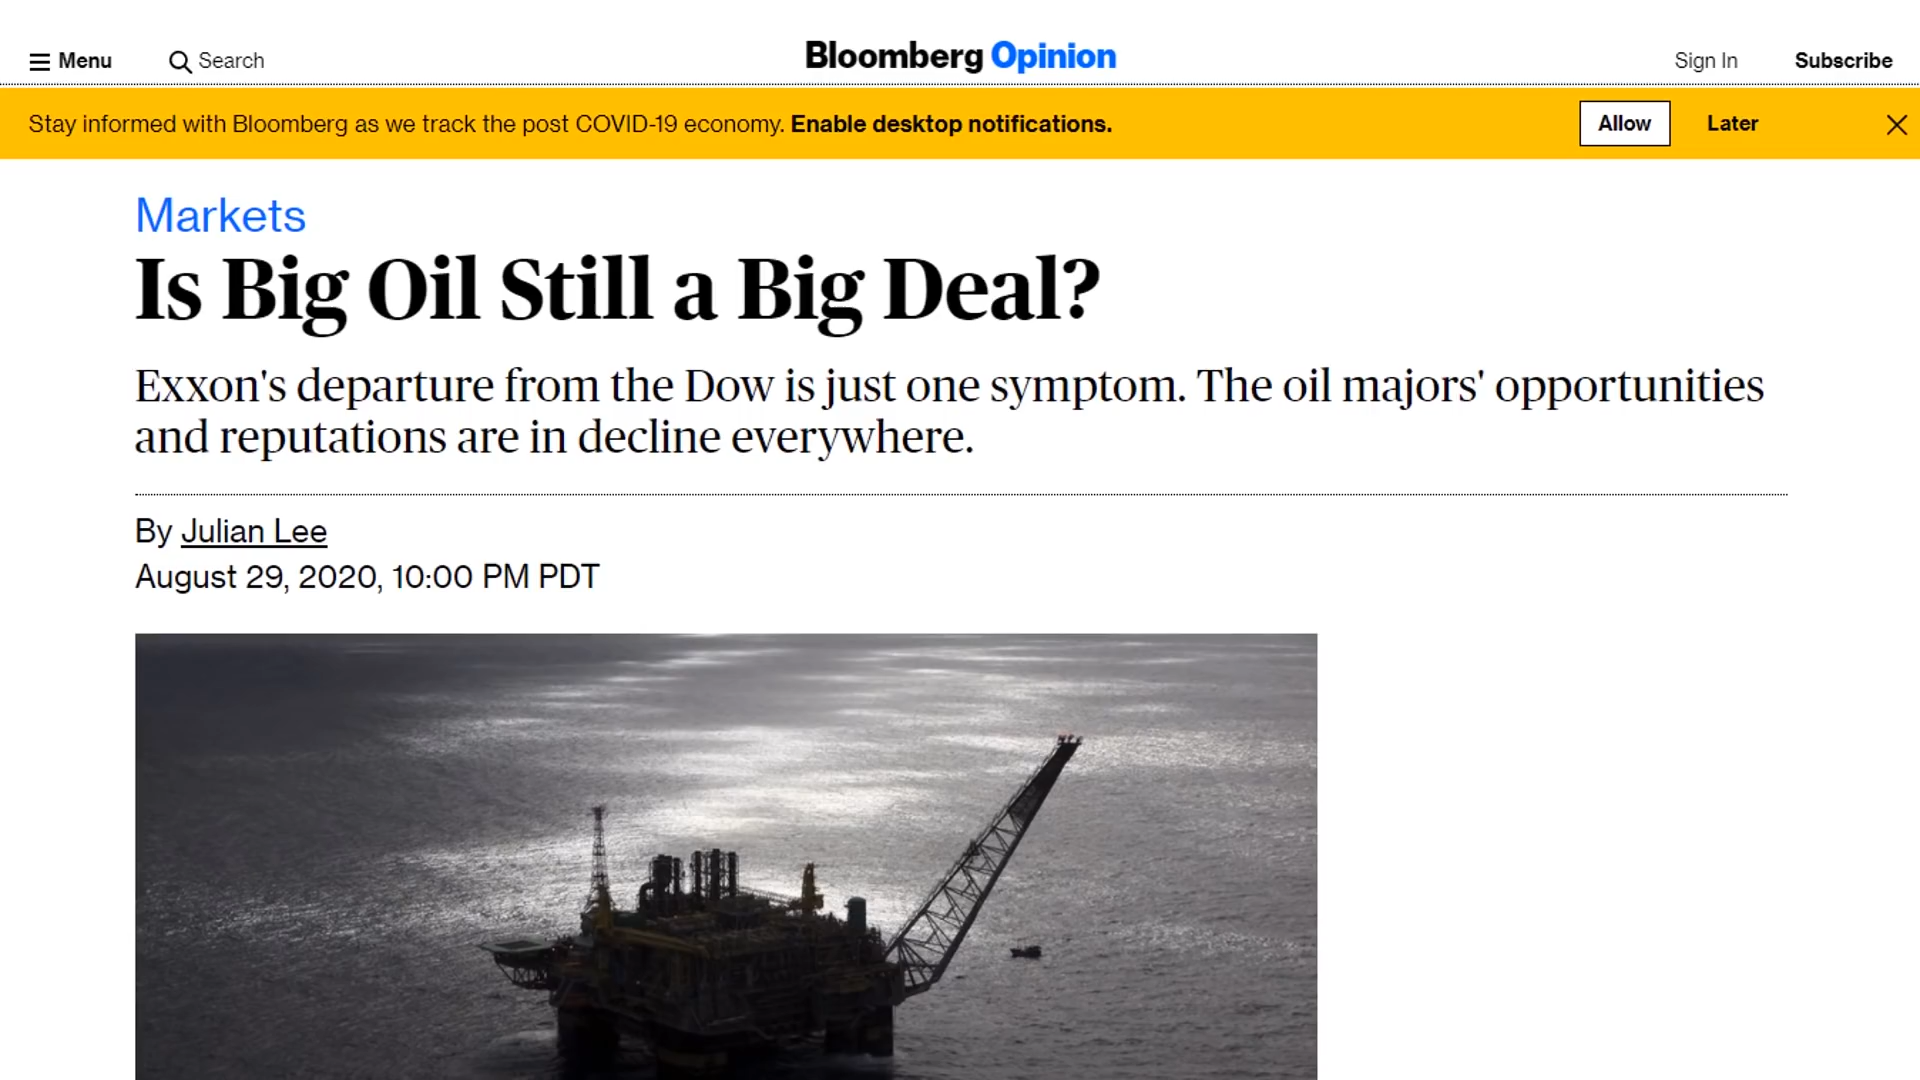 Menu
Search
Bloomberg Opinion
Sign In
Subscribe
Stay informed with Bloomberg as we track the post COVID-19 economy. Enable desktop notifications.
Allow
Later
Markets
Is Big Oil Still a Big Deal?
Exxon's departure from the Dow is just one symptom. The oil majors' opportunities
and reputations are in decline everywhere.
By Julian Lee
August 29, 2020, 10:00 PM PDT